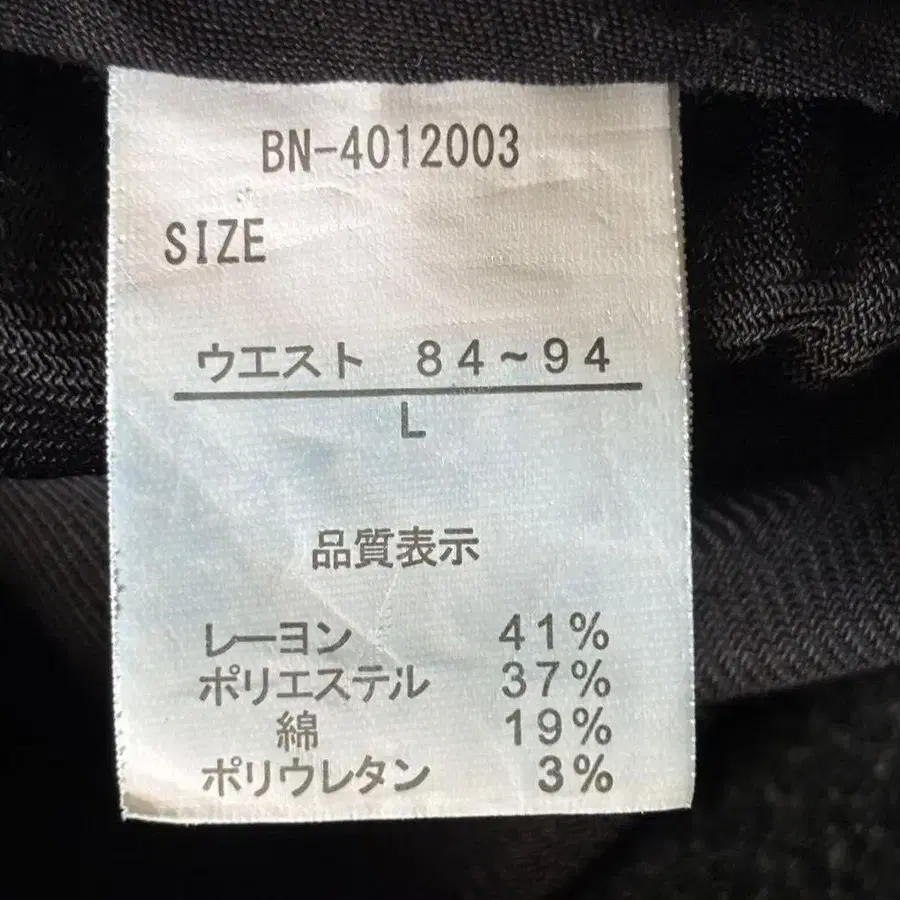 BN-4012003
SIZE
ウエスト 84~94
L
品質表示
レーヨン 41%
ポリエステル 37%
綿 19%
ポリウレタン 3%